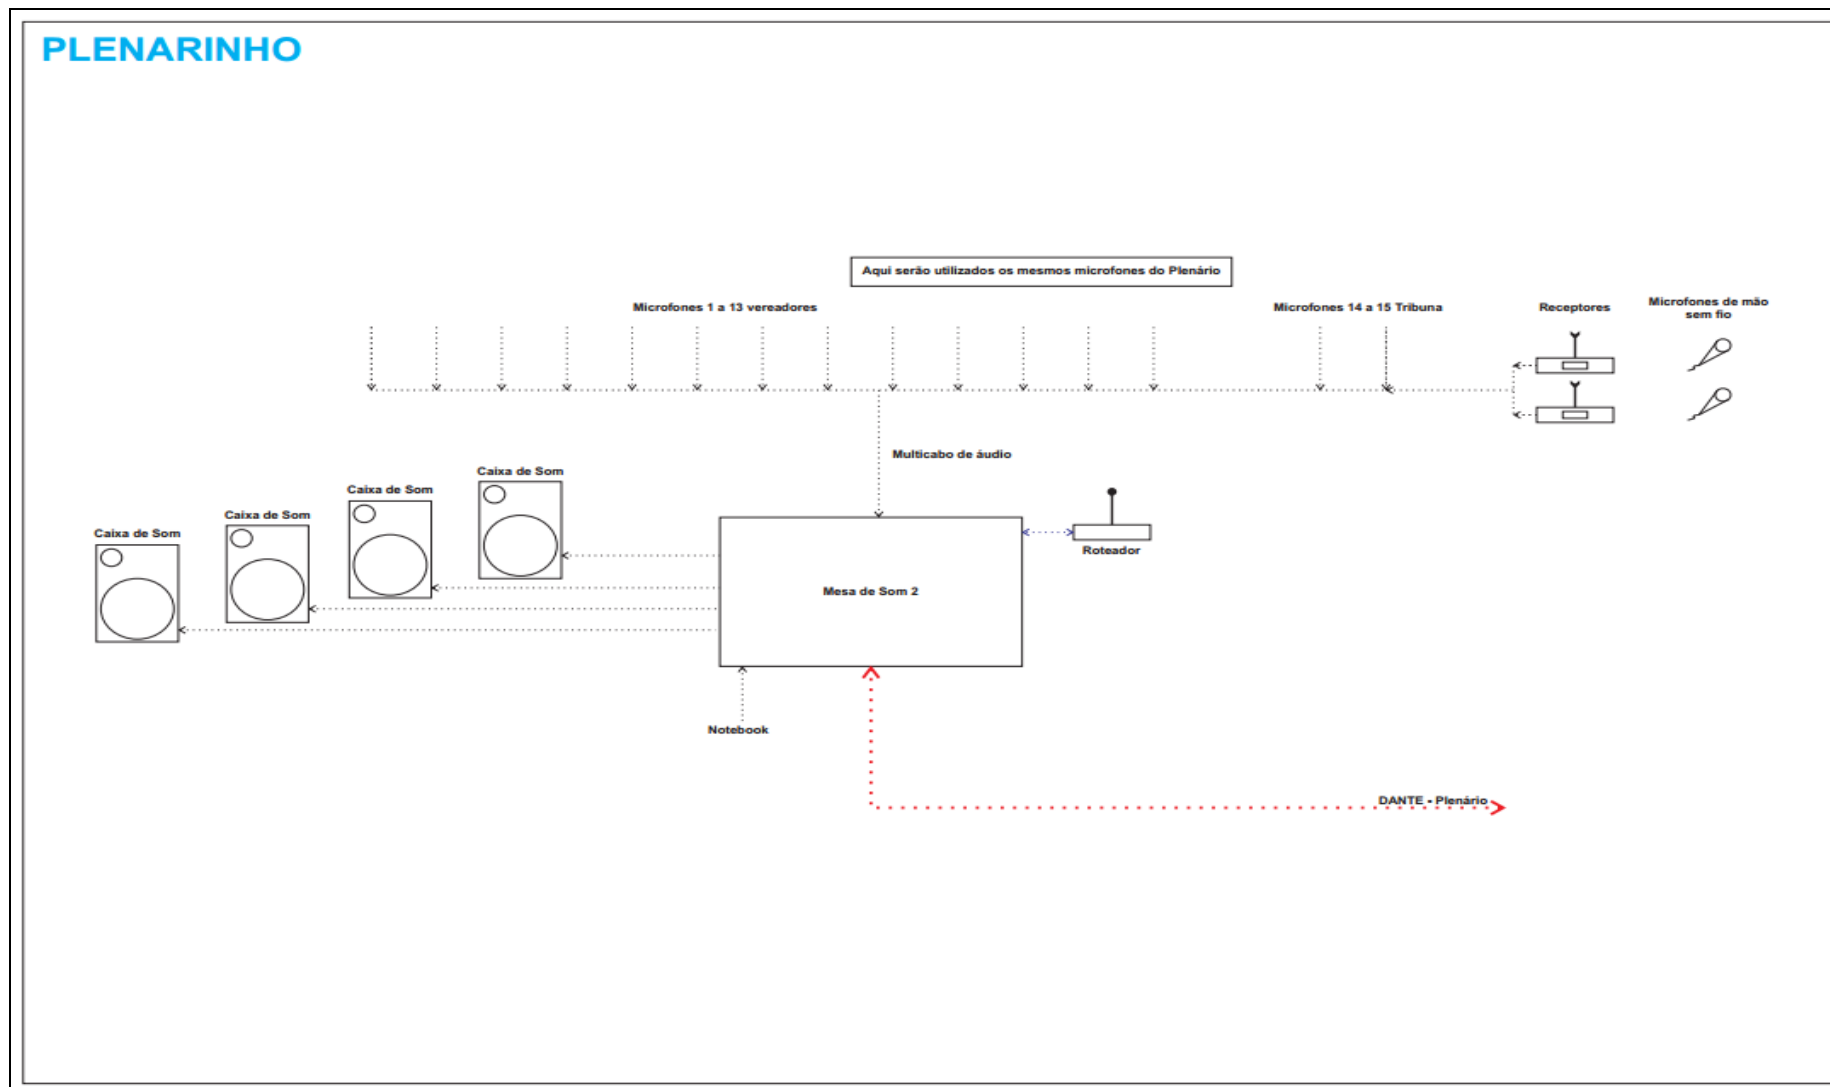 PLENARINHO
Aqui serão utilizados os mesmos microfones do Plenário
Microfones 1 a 13 vereadores
Microfones 14 a 15 Tribuna
Receptores
Microfones de mão
sem fio
Multicabo de áudio
Caixa de Som
Caixa de Som
Caixa de Som
Caixa de Som
Roteador
Mesa de Som 2
Notebook
DANTE - Plenário